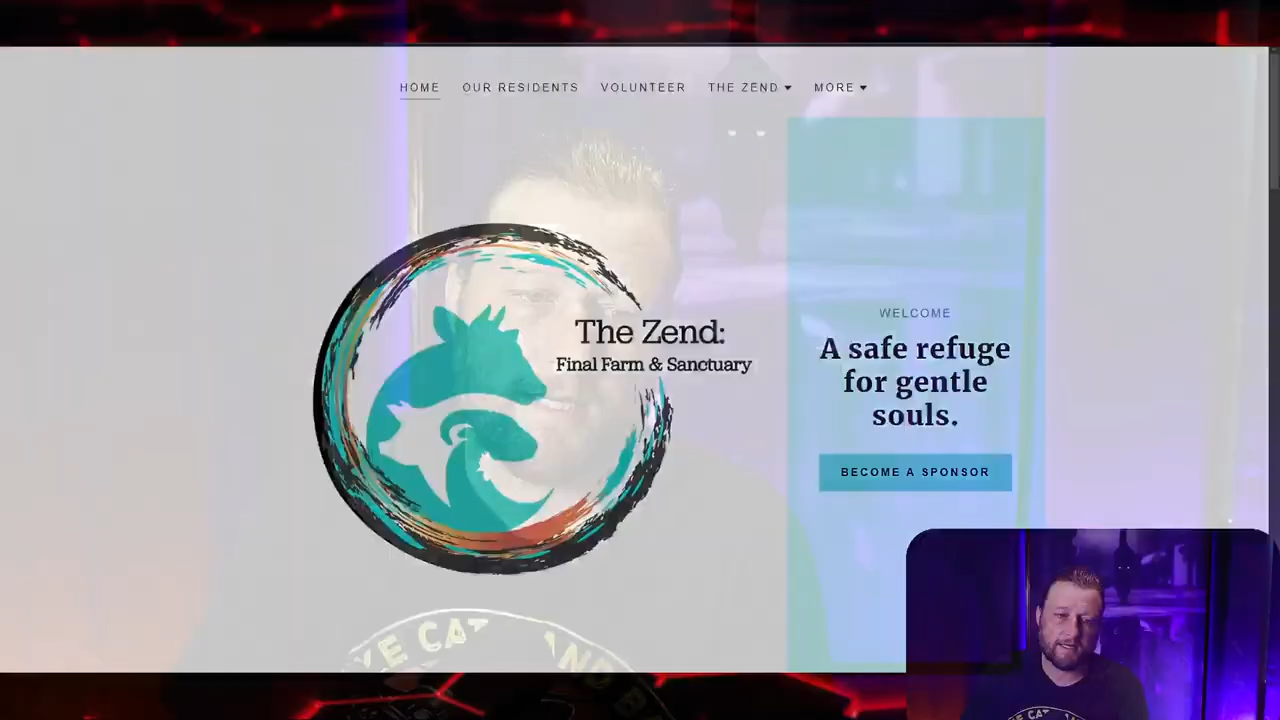 HOME OUR RESIDENTS VOLUNTEER THE ZEND MORE
The Zend:
Final Farm & Sanctuary
WELCOME
A safe refuge
for gentle
souls.
BECOME A SPONSOR